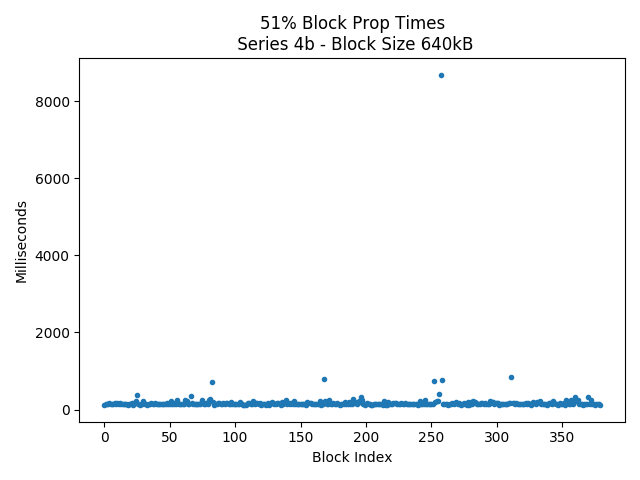 51% Block Prop Times
Series 4b - Block Size 640kB
8000
6000
4000
2000
0
Milliseconds
0 50 100 150 200 250 300 350
Block Index